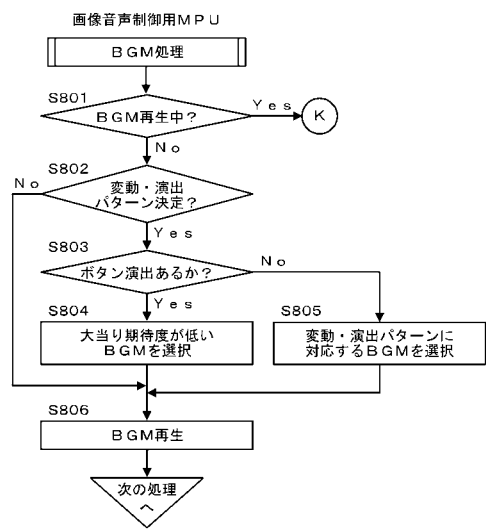 画像音声制御用ＭＰＵ
ＢＧＭ処理
Ｓ８０１
ＢＧＭ再生中？
Ｙｅｓ
Ｋ
Ｎｏ
Ｓ８０２
Ｎｏ
変動・演出
パターン決定？
Ｙｅｓ
Ｓ８０３
ボタン演出あるか？
Ｎｏ
Ｙｅｓ
Ｓ８０４
大当り期待度が低い
ＢＧＭを選択
Ｓ８０５
変動・演出パターンに
対応するＢＧＭを選択
Ｓ８０６
ＢＧＭ再生
次の処理
へ